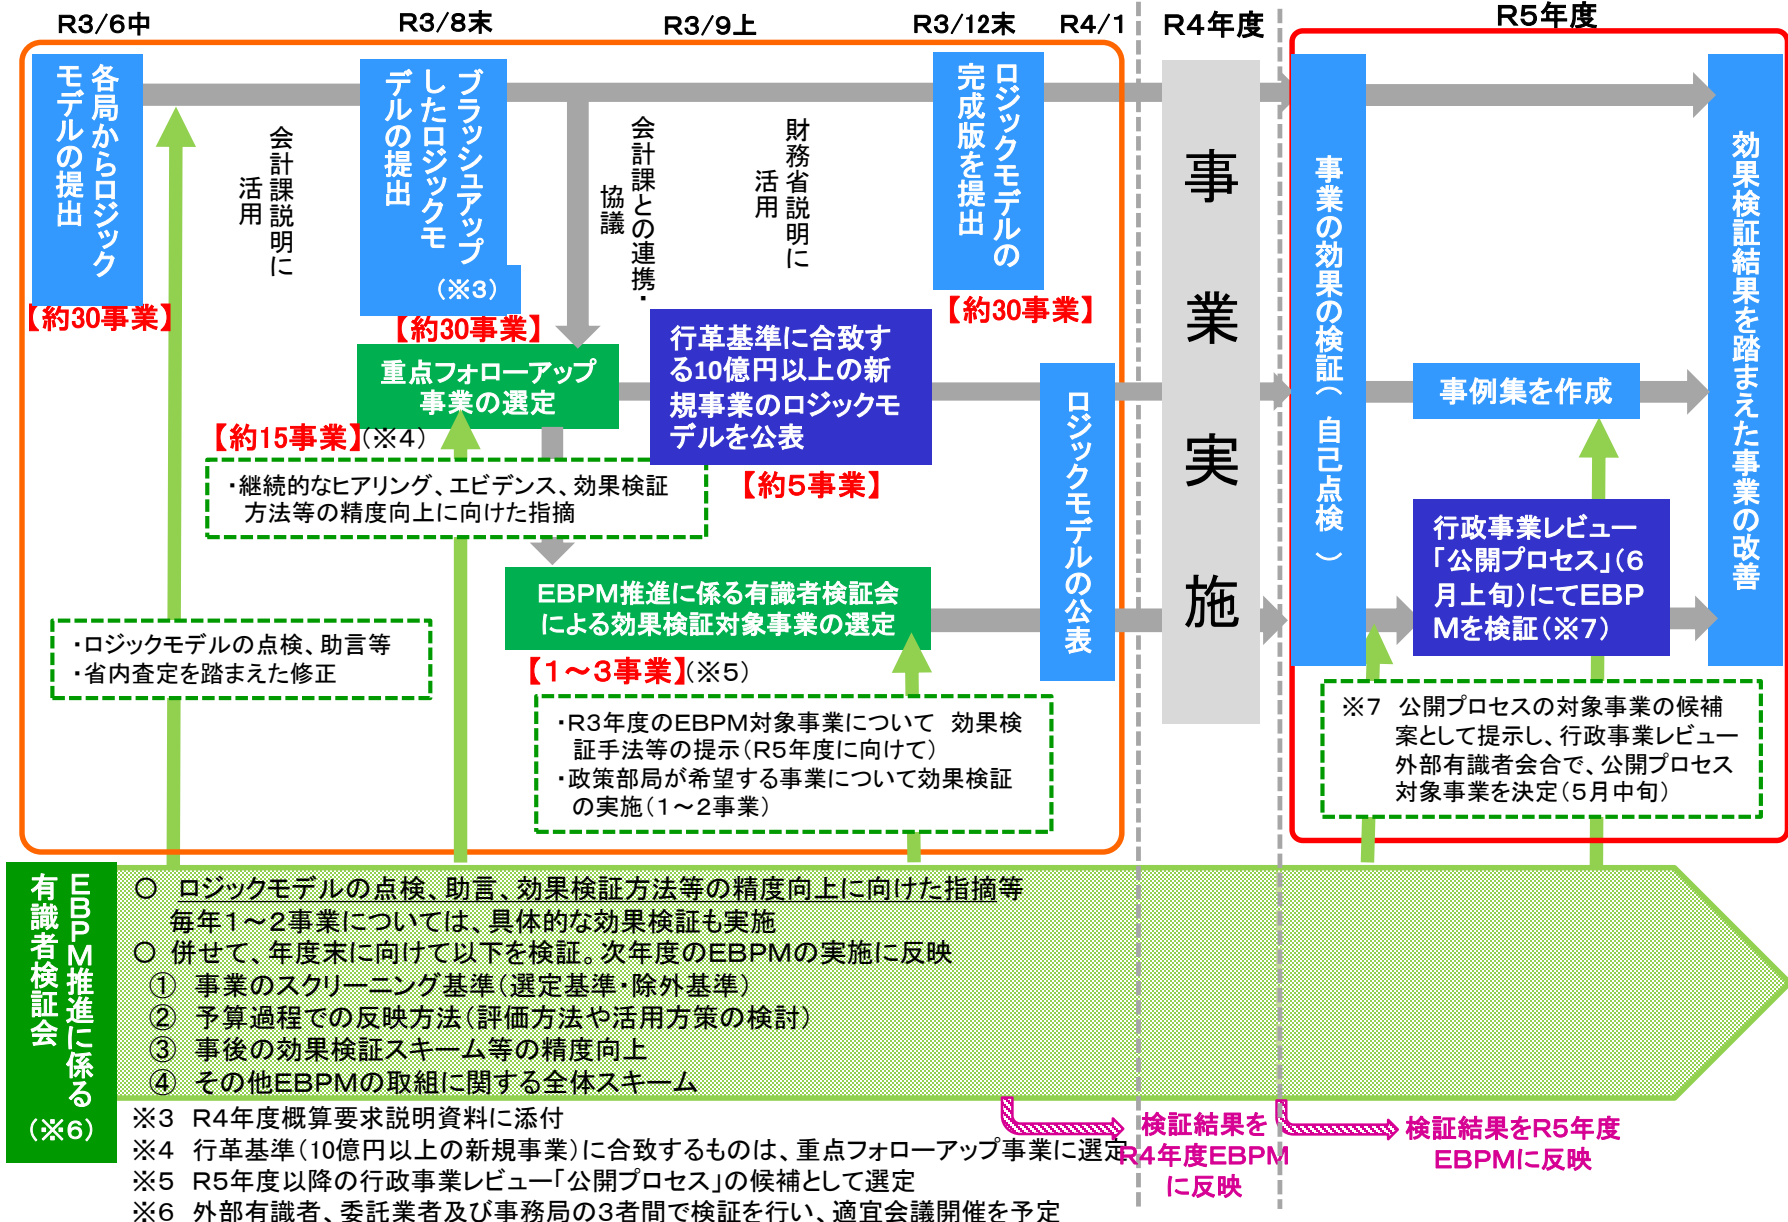 R3/6中
R3/8末
R3/9上
R3/12末
R4/1
R4年度
R5年度
各局からロジック
モデルの提出
【約30事業】
会計課説明に
活用
ブラッシュアップ
したロジックモ
デルの提出
（※3）
【約30事業】
会計課との連携・
協議
財務省説明に
活用
ロジックモデルの
完成版を提出
【約30事業】
重点フォローアップ
事業の選定
【約15事業】（※4）
・継続的なヒアリング、エビデンス、効果検証
方法等の精度向上に向けた指摘
行革基準に合致す
る10億円以上の新
規事業のロジックモ
デルを公表
【約5事業】
ロジックモデルの公表
EBPM推進に係る有識者検証会
による効果検証対象事業の選定
【1～3事業】（※5）
・ロジックモデルの点検、助言等
・省内査定を踏まえた修正
・R3年度のEBPM対象事業について　効果検
証手法等の提示（R5年度に向けて）
・政策部局が希望する事業について効果検証
の実施（1～2事業）
事業実施
事業の効果の検証（自己点検）
事例集を作成
行政事業レビュー
「公開プロセス」（6
月上旬）にてEBP
Mを検証（※7）
効果検証結果を踏まえた事業の改善
※7　公開プロセスの対象事業の候補
案として提示し、行政事業レビュー
外部有識者会合で、公開プロセス
対象事業を決定（5月中旬）
EBPM推進に係る
有識者検証会
（※6）
○　ロジックモデルの点検、助言、効果検証方法等の精度向上に向けた指摘等
毎年1～2事業については、具体的な効果検証も実施
○　併せて、年度末に向けて以下を検証。次年度のEBPMの実施に反映
①　事業のスクリーニング基準（選定基準・除外基準）
②　予算過程での反映方法（評価方法や活用方策の検討）
③　事後の効果検証スキーム等の精度向上
④　その他EBPMの取組に関する全体スキーム
※3　R4年度概算要求説明資料に添付
※4　行革基準（10億円以上の新規事業）に合致するものは、重点フォローアップ事業に選定
※5　R5年度以降の行政事業レビュー「公開プロセス」の候補として選定
※6　外部有識者、委託業者及び事務局の3者間で検証を行い、適宜会議開催を予定
検証結果を
R4年度EBPM
に反映
検証結果をR5年度
EBPMに反映